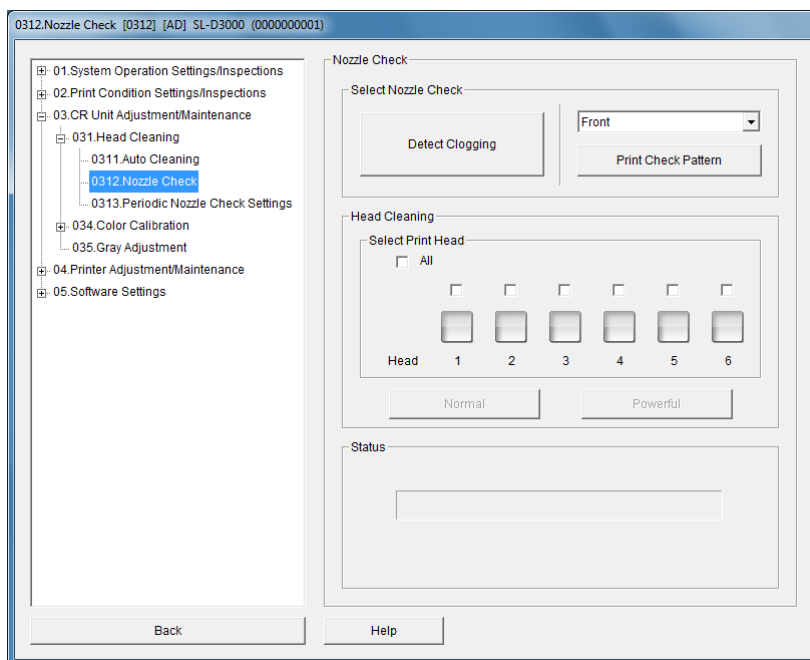 0312.Nozzle Check [0312] [AD] SL-D3000 (0000000001)
01.System Operation Settings/Inspections
02.Print Condition Settings/Inspections
03.CR Unit Adjustment/Maintenance
031.Head Cleaning
0311.Auto Cleaning
0312.Nozzle Check
0313.Periodic Nozzle Check Settings
034.Color Calibration
035.Gray Adjustment
04.Printer Adjustment/Maintenance
05.Software Settings
Nozzle Check
Select Nozzle Check
Detect Clogging
Front
Print Check Pattern
Head Cleaning
Select Print Head
All
Head 1 2 3 4 5 6
Normal Powerful
Status
Back Help